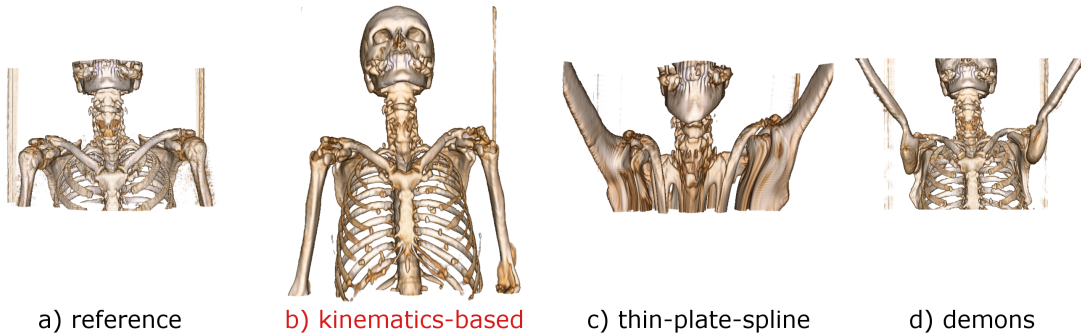 a) reference
b) kinematics-based
c) thin-plate-spline
d) demons